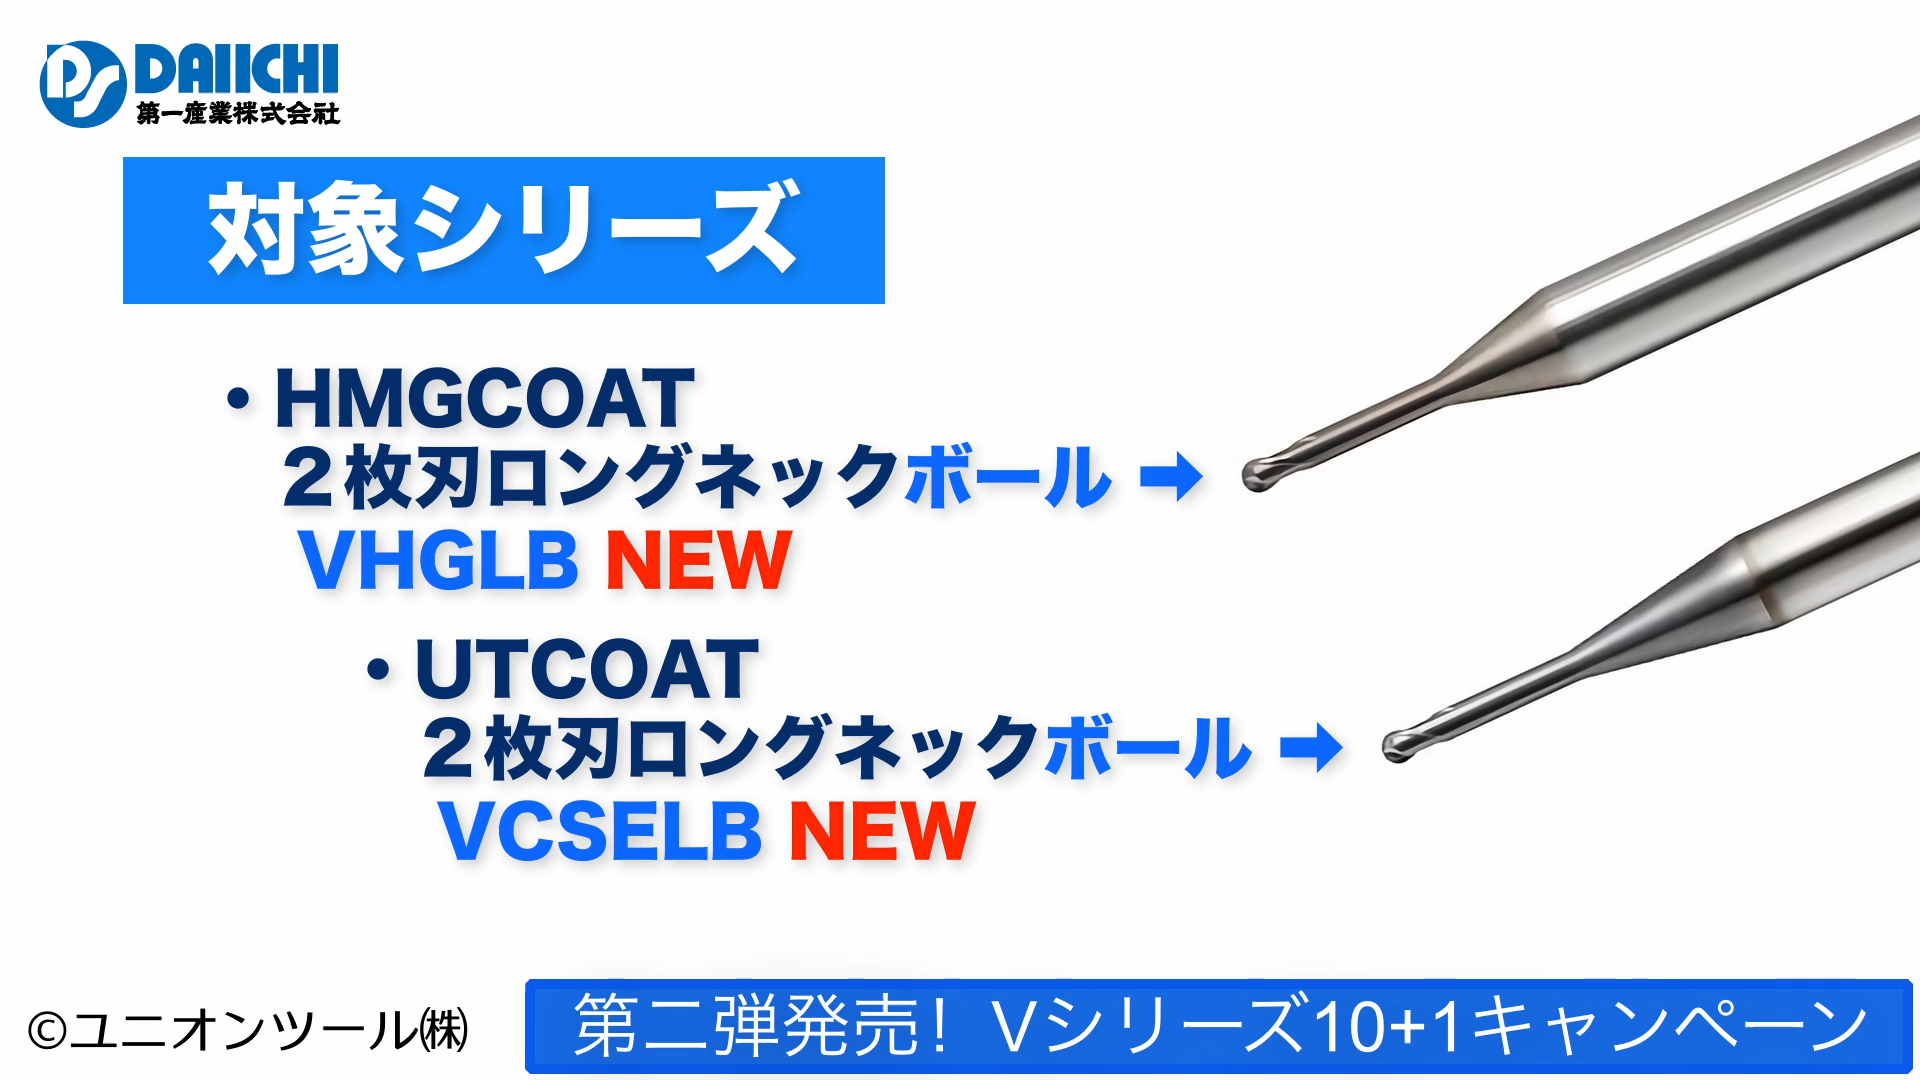 DS DAIICHI
第一産業株式会社
対象シリーズ
・HMGCOAT
２枚刃ロングネックボール ➡
VHGLB NEW
・UTCOAT
２枚刃ロングネックボール ➡
VCSELB NEW
©ユニオンツール㈱
第二弾発売！Vシリーズ10+1キャンペーン